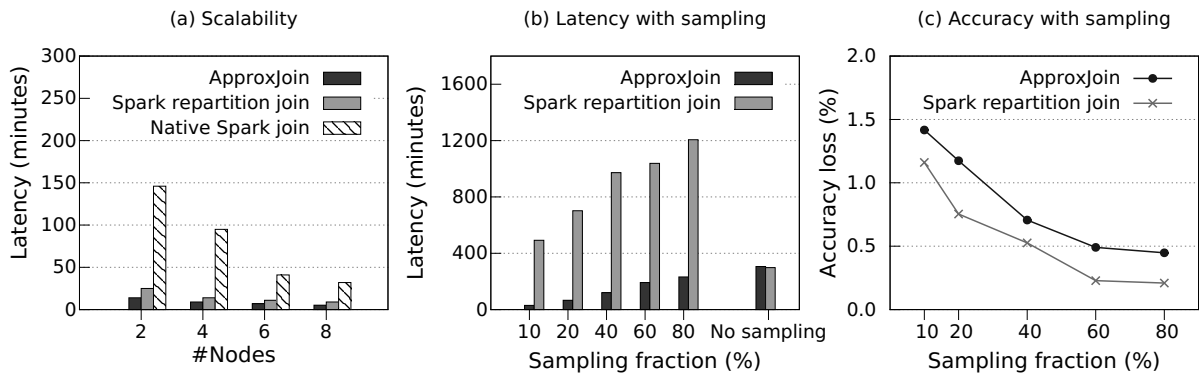 (a) Scalability
300
250
200
150
100
50
0
Latency (minutes)
ApproxJoin
Spark repartition join
Native Spark join
2 4 6 8
#Nodes
(b) Latency with sampling
1600
1200
800
400
0
Latency (minutes)
ApproxJoin
Spark repartition join
10 20 40 60 80 No sampling
Sampling fraction (%)
(c) Accuracy with sampling
2.0
1.5
1.0
0.5
0.0
Accuracy loss (%)
ApproxJoin
Spark repartition join
10 20 40 60 80
Sampling fraction (%)